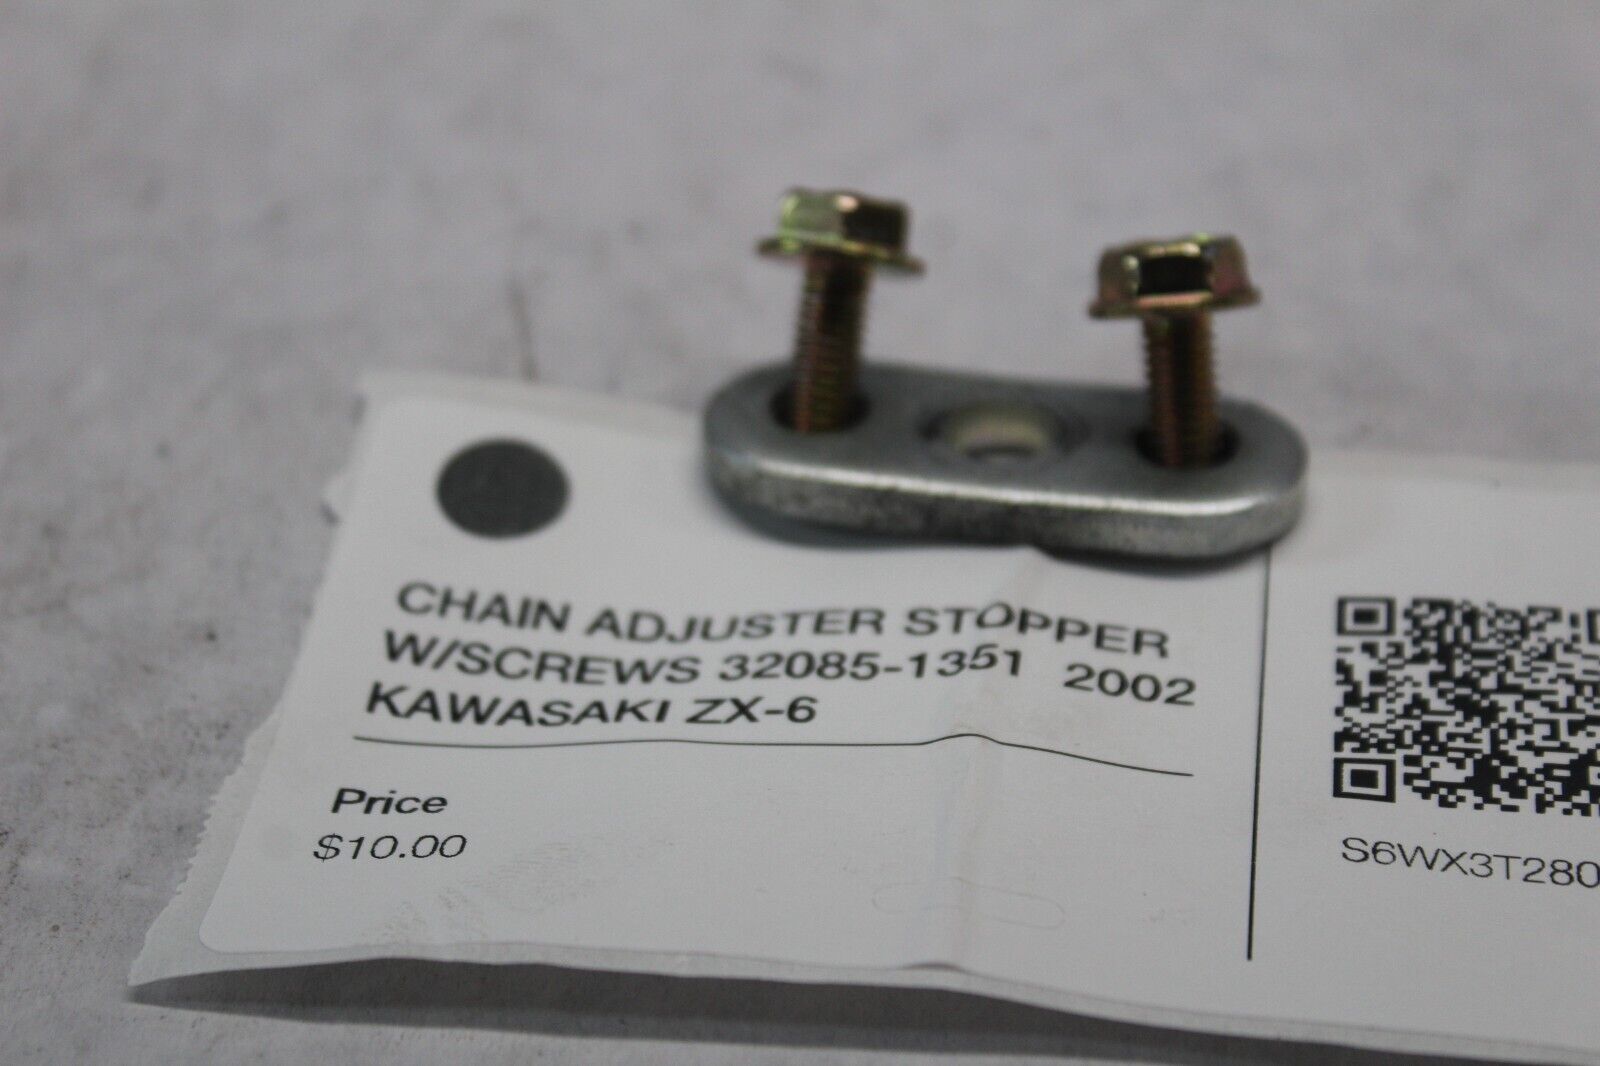 CHAIN ADJUSTER STOPPER
W/SCREWS 32085-1351 2002
KAWASAKI ZX-6
Price
$10.00
S6WX3T280